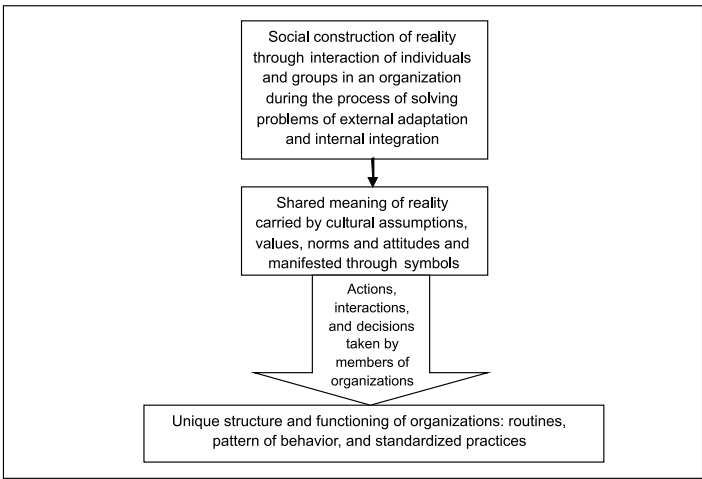 Social construction of reality
through interaction of individuals
and groups in an organization
during the process of solving
problems of external adaptation
and internal integration
Shared meaning of reality
carried by cultural assumptions,
values, norms and attitudes and
manifested through symbols
Actions,
interactions,
and decisions
taken by
members of
organizations
Unique structure and functioning of organizations: routines,
pattern of behavior, and standardized practices